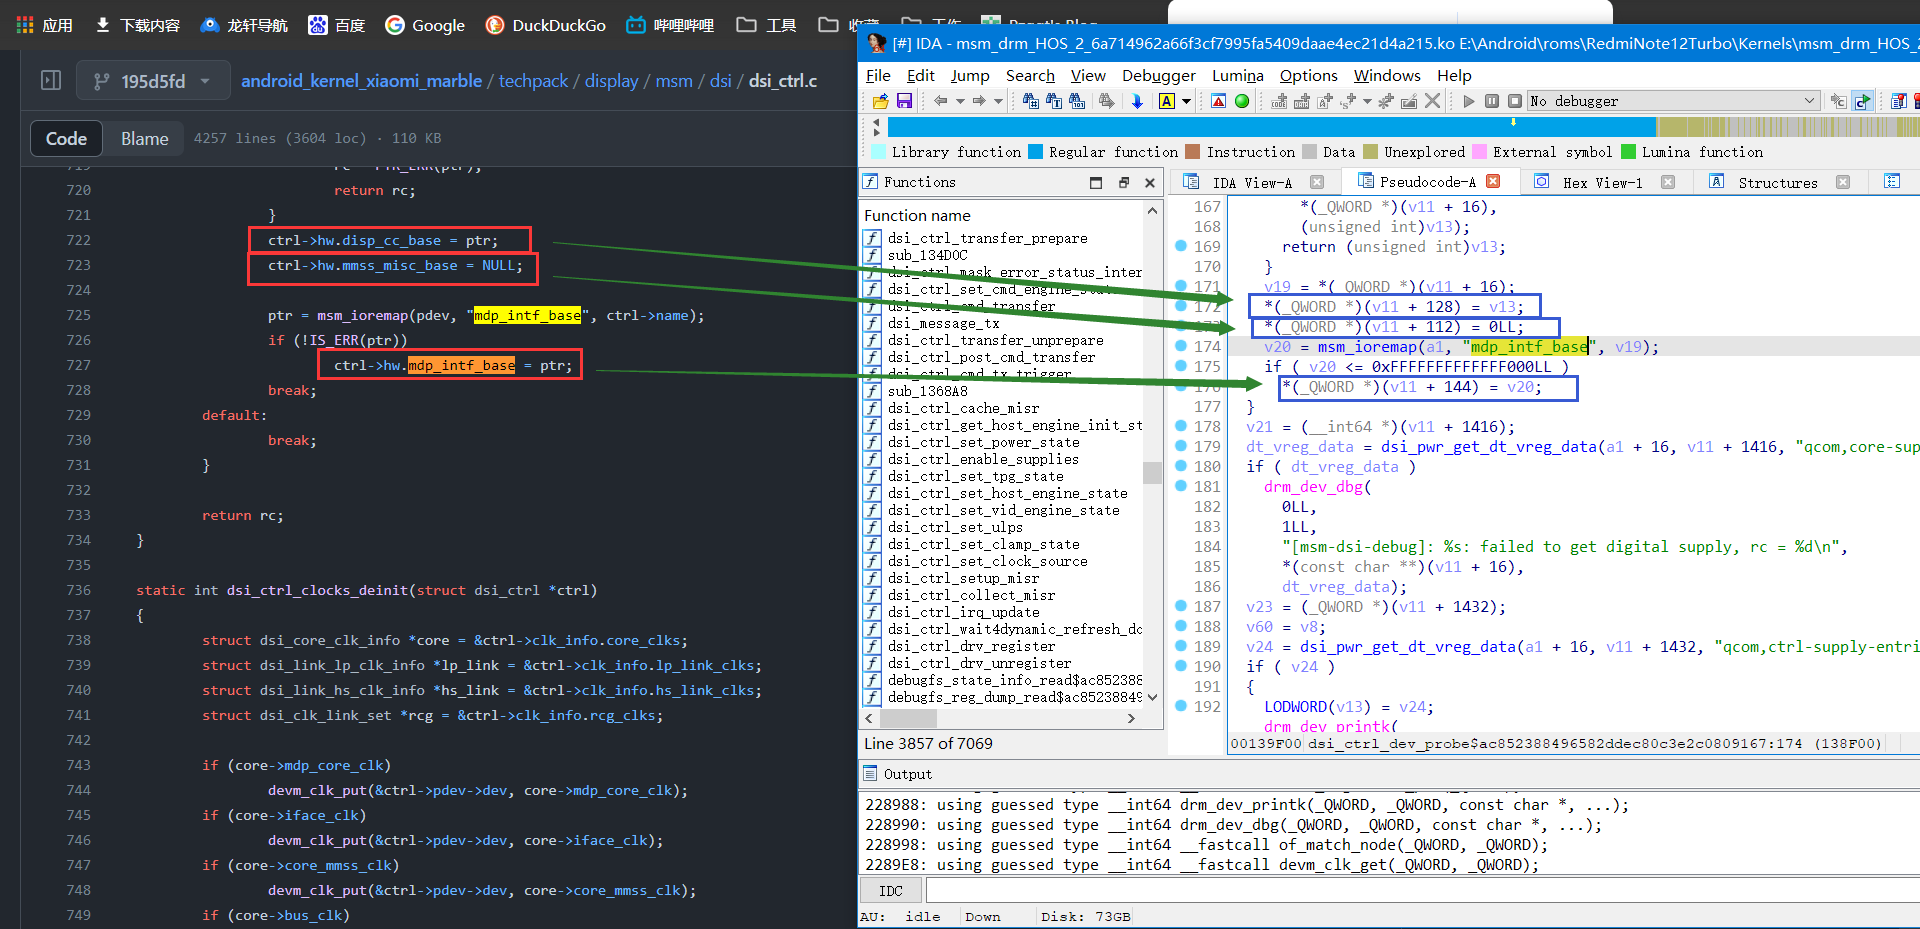 应用 下载内容 龙轩导航 百度 Google DuckDuckGo 哔哩哔哩 工具
195d5fd android_kernel_xiaomi_marble / techpack / display / msm / dsi / dsi_ctrl.c
Code Blame 4257 lines (3604 loc) · 110 KB
720 return rc;
721 }
722 ctrl->hw.disp_cc_base = ptr;
723 ctrl->hw.mmss_misc_base = NULL;
724
725 ptr = msm_ioremap(pdev, "mdp_intf_base", ctrl->name);
726 if (!IS_ERR(ptr))
727 ctrl->hw.mdp_intf_base = ptr;
728 break;
729 default:
730 break;
731 }
732
733 return rc;
734 }
735
736 static int dsi_ctrl_clocks_deinit(struct dsi_ctrl *ctrl)
737 {
738 struct dsi_core_clk_info *core = &ctrl->clk_info.core_clks;
739 struct dsi_link_lp_clk_info *lp_link = &ctrl->clk_info.lp_link_clks;
740 struct dsi_link_hs_clk_info *hs_link = &ctrl->clk_info.hs_link_clks;
741 struct dsi_clk_link_set *rcg = &ctrl->clk_info.rcg_clks;
742
743 if (core->mdp_core_clk)
744 devm_clk_put(&ctrl->pdev->dev, core->mdp_core_clk);
745 if (core->iface_clk)
746 devm_clk_put(&ctrl->pdev->dev, core->iface_clk);
747 if (core->core_mmss_clk)
748 devm_clk_put(&ctrl->pdev->dev, core->core_mmss_clk);
749 if (core->bus_clk)
[#] IDA - msm_drm_HOS_2_6a714962a66f3cf7995fa5409daae4ec21d4a215.ko E:\Android\roms\RedmiNote12Turbo\Kernels\msm_drm_HOS_2
File Edit Jump Search View Debugger Lumina Options Windows Help
No debugger
Library function Regular function Instruction Data Unexplored External symbol Lumina function
Functions
Function name
dsi_ctrl_transfer_prepare
sub_134D0C
dsi_ctrl_mask_error_status_inter
dsi_ctrl_set_cmd_engine_state
dsi_ctrl_cmd_transfer
dsi_message_tx
dsi_ctrl_transfer_unprepare
dsi_ctrl_post_cmd_transfer
dsi_ctrl_cmd_tx_trigger
sub_1368A8
dsi_ctrl_cache_misr
dsi_ctrl_get_host_engine_init_st
dsi_ctrl_set_power_state
dsi_ctrl_enable_supplies
dsi_ctrl_set_tpg_state
dsi_ctrl_set_host_engine_state
dsi_ctrl_set_vid_engine_state
dsi_ctrl_set_ulps
dsi_ctrl_set_clamp_state
dsi_ctrl_set_clock_source
dsi_ctrl_setup_misr
dsi_ctrl_collect_misr
dsi_ctrl_irq_update
dsi_ctrl_wait4dynamic_refresh_do
dsi_ctrl_drv_register
dsi_ctrl_drv_unregister
debugfs_state_info_read$ac852388
debugfs_reg_dump_read$ac85238849
Line 3857 of 7069
IDA View-A Pseudocode-A Hex View-1 Structures
167 *(_QWORD *)(v11 + 16),
168 (unsigned int)v13);
169 return (unsigned int)v13;
170 }
171 v19 = *(_QWORD *)(v11 + 16);
172 *(_QWORD *)(v11 + 128) = v13;
*(_QWORD *)(v11 + 112) = 0LL;
174 v20 = msm_ioremap(a1, "mdp_intf_base", v19);
175 if ( v20 <= 0xFFFFFFFFFFFFF000LL )
*(_QWORD *)(v11 + 144) = v20;
177 }
178 v21 = (__int64 *)(v11 + 1416);
179 dt_vreg_data = dsi_pwr_get_dt_vreg_data(a1 + 16, v11 + 1416, "qcom,core-sup
180 if ( dt_vreg_data )
181 drm_dev_dbg(
182 0LL,
183 1LL,
184 "[msm-dsi-debug]: %s: failed to get digital supply, rc = %d\n",
185 *(const char **)(v11 + 16),
186 dt_vreg_data);
187 v23 = (_QWORD *)(v11 + 1432);
188 v60 = v8;
189 v24 = dsi_pwr_get_dt_vreg_data(a1 + 16, v11 + 1432, "qcom,ctrl-supply-entri
190 if ( v24 )
191 {
192 LODWORD(v13) = v24;
drm_dev_printk(
00139F00 dsi_ctrl_dev_probe$ac852388496582ddec80c3e2c0809167:174 (138F00)
Output
228988: using guessed type __int64 drm_dev_printk(_QWORD, _QWORD, const char *, ...);
228990: using guessed type __int64 drm_dev_dbg(_QWORD, _QWORD, const char *, ...);
228998: using guessed type __int64 __fastcall of_match_node(_QWORD, _QWORD);
2289E8: using guessed type __int64 __fastcall devm_clk_get(_QWORD, _QWORD);
IDC
AU: idle Down Disk: 73GB